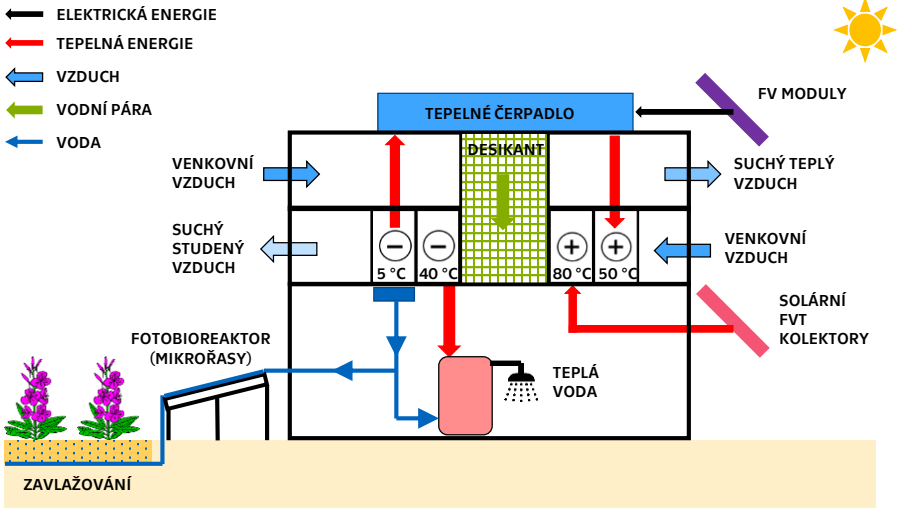 ELEKTRICKÁ ENERGIE
TEPELNÁ ENERGIE
VZDUCH
VODNÍ PÁRA
VODA
TEPELNÉ ČERPADLO
FV MODULY
DESIKANT
VENKOVNÍ
VZDUCH
SUCHÝ TEPLÝ
VZDUCH
SUCHÝ
STUDENÝ
VZDUCH
5 °C
40 °C
80 °C
50 °C
VENKOVNÍ
VZDUCH
SOLÁRNÍ
FVT
KOLEKTORY
FOTOBIOREAKTOR
(MIKROŘASY)
TEPLÁ
VODA
ZAVLAŽOVÁNÍ